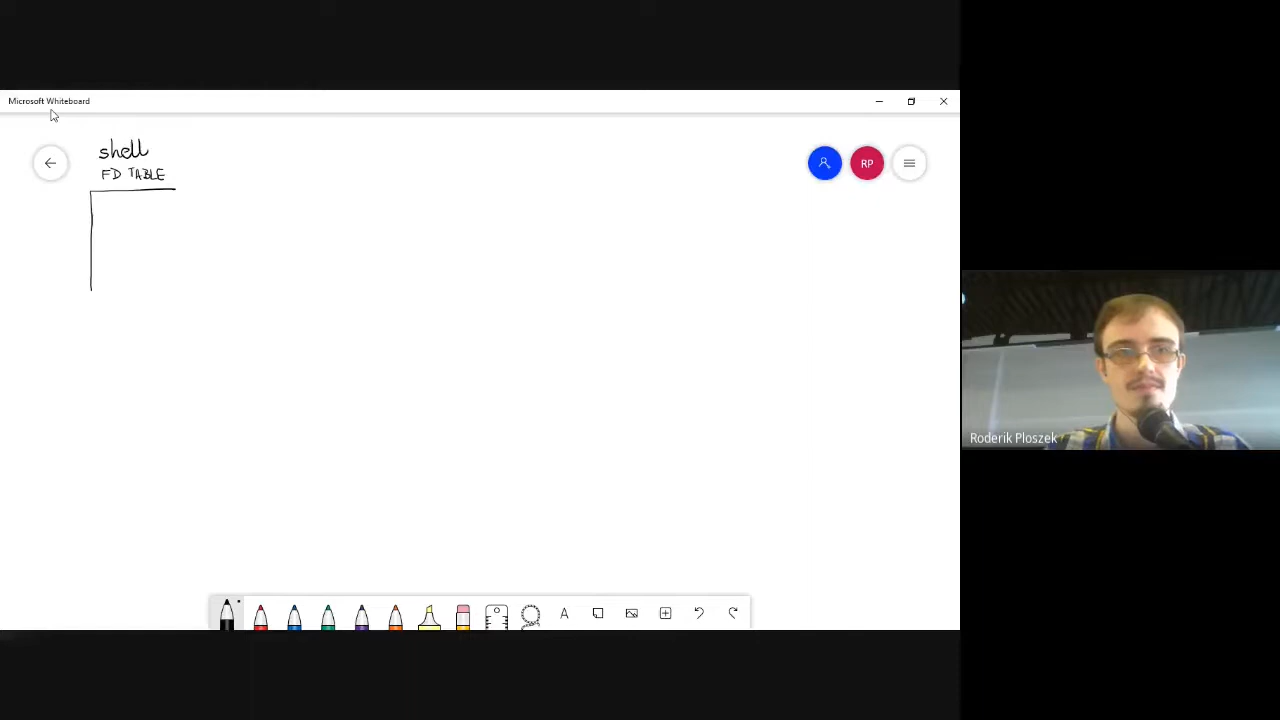 Microsoft Whiteboard
shell
FD TABLE
RP
A
Roderik Ploszek